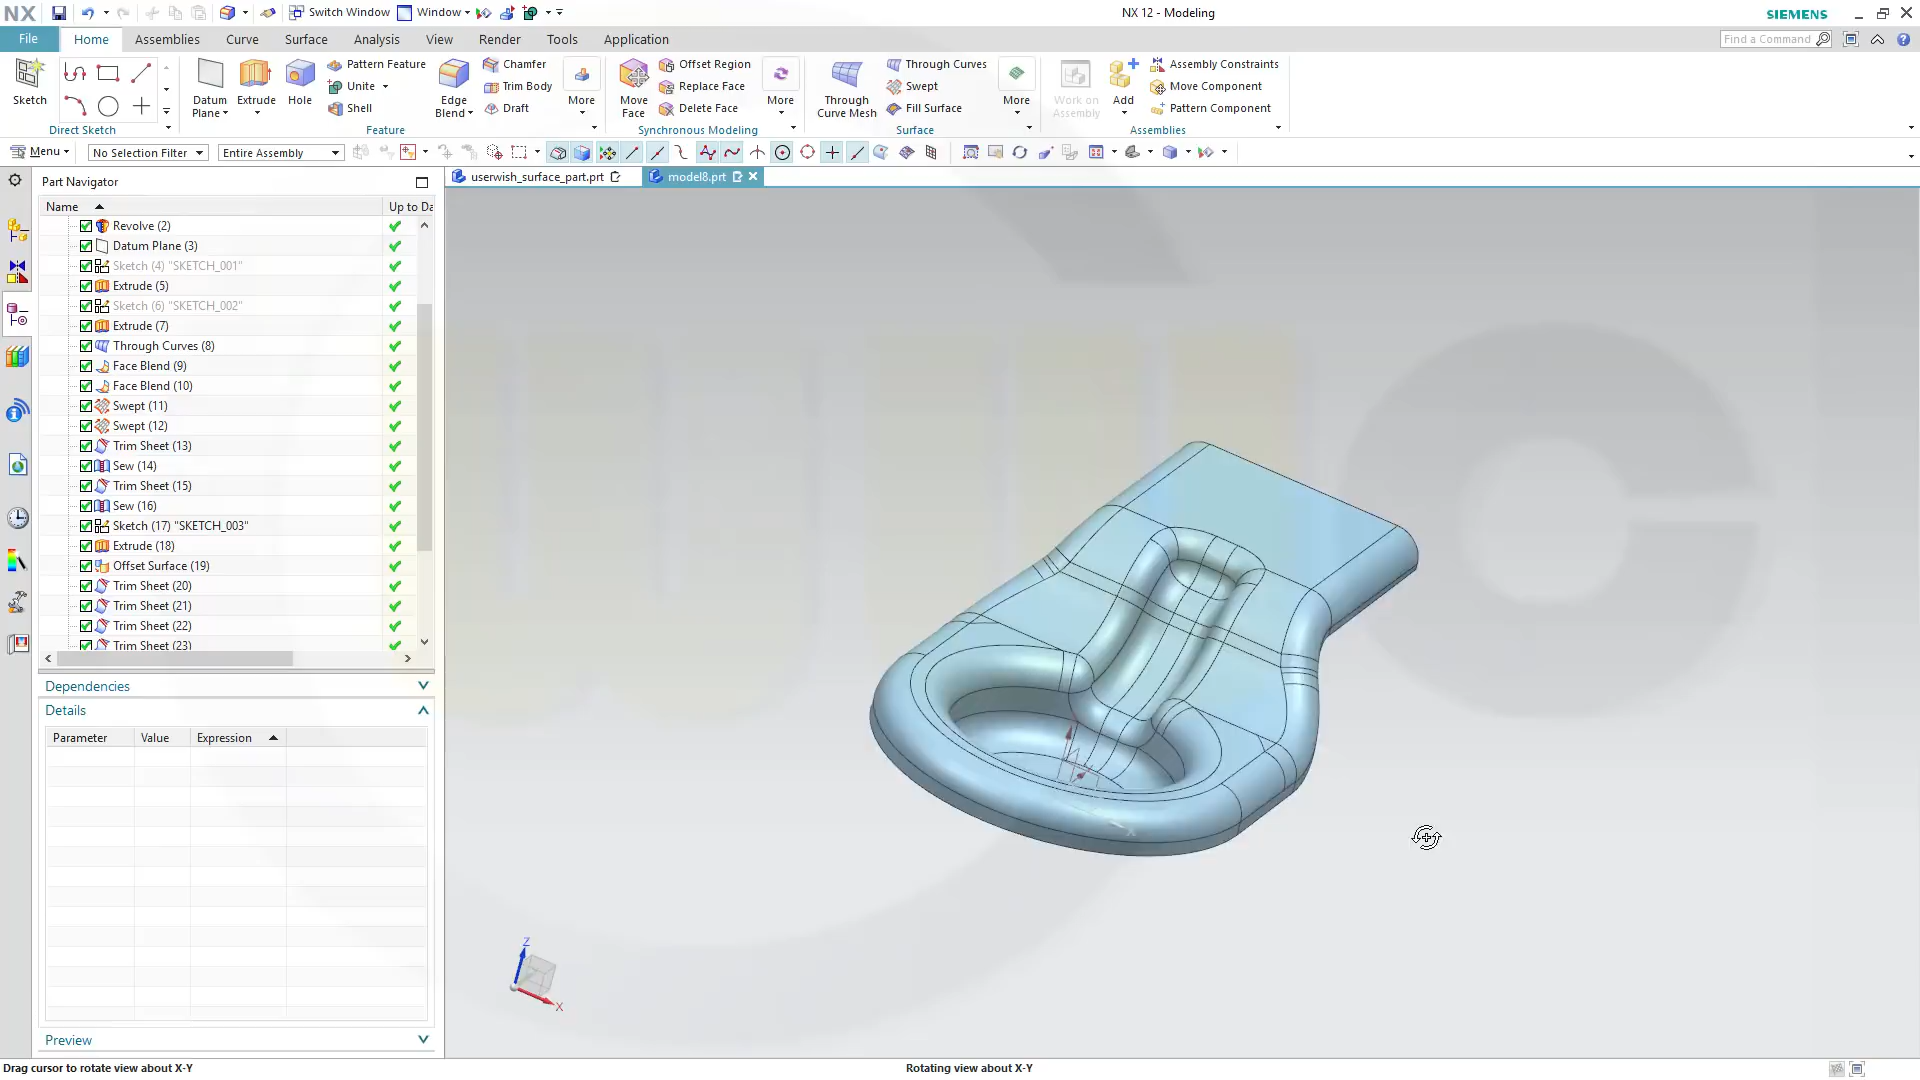 NX
Switch Window
Window
NX 12 - Modeling
SIEMENS
File
Home
Assemblies
Curve
Surface
Analysis
View
Render
Tools
Application
Find a Command
Sketch
Direct Sketch
Datum Plane
Extrude
Hole
Pattern Feature
Unite
Shell
Edge Blend
Chamfer
Trim Body
Draft
More
Feature
Move Face
Offset Region
Replace Face
Delete Face
More
Synchronous Modeling
Through Curve Mesh
Through Curves
Swept
Fill Surface
More
Surface
Work on Assembly
Add
Assembly Constraints
Move Component
Pattern Component
Assemblies
Menu
No Selection Filter
Entire Assembly
Part Navigator
userwish_surface_part.prt
model8.prt
Name
Up to Da
Revolve (2)
Datum Plane (3)
Sketch (4) "SKETCH_001"
Extrude (5)
Sketch (6) "SKETCH_002"
Extrude (7)
Through Curves (8)
Face Blend (9)
Face Blend (10)
Swept (11)
Swept (12)
Trim Sheet (13)
Sew (14)
Trim Sheet (15)
Sew (16)
Sketch (17) "SKETCH_003"
Extrude (18)
Offset Surface (19)
Trim Sheet (20)
Trim Sheet (21)
Trim Sheet (22)
Trim Sheet (23)
Dependencies
Details
Parameter
Value
Expression
Preview
Z
X
X
Drag cursor to rotate view about X-Y
Rotating view about X-Y